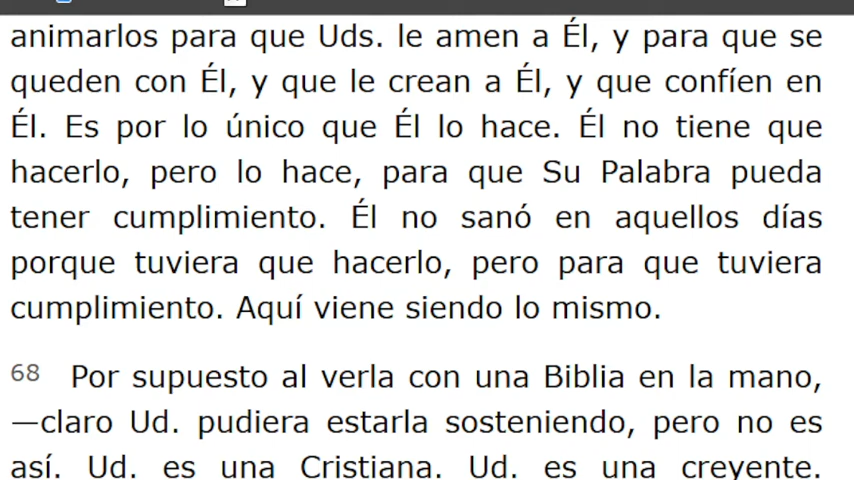 animarlos para que Uds. le amen a Él, y para que se
queden con Él, y que le crean a Él, y que confíen en
Él. Es por lo único que Él lo hace. Él no tiene que
hacerlo, pero lo hace, para que Su Palabra pueda
tener cumplimiento. Él no sanó en aquellos días
porque tuviera que hacerlo, pero para que tuviera
cumplimiento. Aquí viene siendo lo mismo.
68 Por supuesto al verla con una Biblia en la mano,
—claro Ud. pudiera estarla sosteniendo, pero no es
así. Ud. es una Cristiana. Ud. es una creyente.